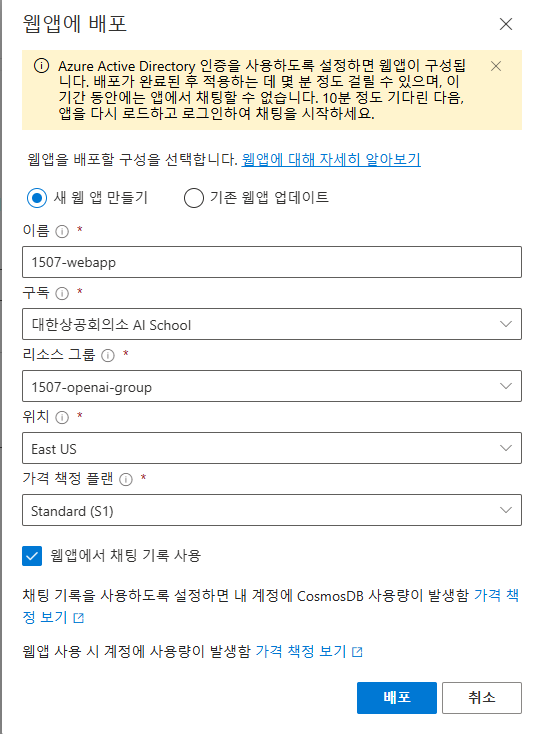 웹앱에 배포
Azure Active Directory 인증을 사용하도록 설정하면 웹앱이 구성됩
니다. 배포가 완료된 후 적용하는 데 몇 분 정도 걸릴 수 있으며, 이
기간 동안에는 앱에서 채팅할 수 없습니다. 10분 정도 기다린 다음,
앱을 다시 로드하고 로그인하여 채팅을 시작하세요.
웹앱을 배포할 구성을 선택합니다. 웹앱에 대해 자세히 알아보기
새 웹 앱 만들기 기존 웹앱 업데이트
이름 *
1507-webapp
구독 *
대한상공회의소 AI School
리소스 그룹 *
1507-openai-group
위치 *
East US
가격 책정 플랜 *
Standard (S1)
웹앱에서 채팅 기록 사용
채팅 기록을 사용하도록 설정하면 내 계정에 CosmosDB 사용량이 발생함 가격 책
정 보기
웹앱 사용 시 계정에 사용량이 발생함 가격 책정 보기
배포 취소